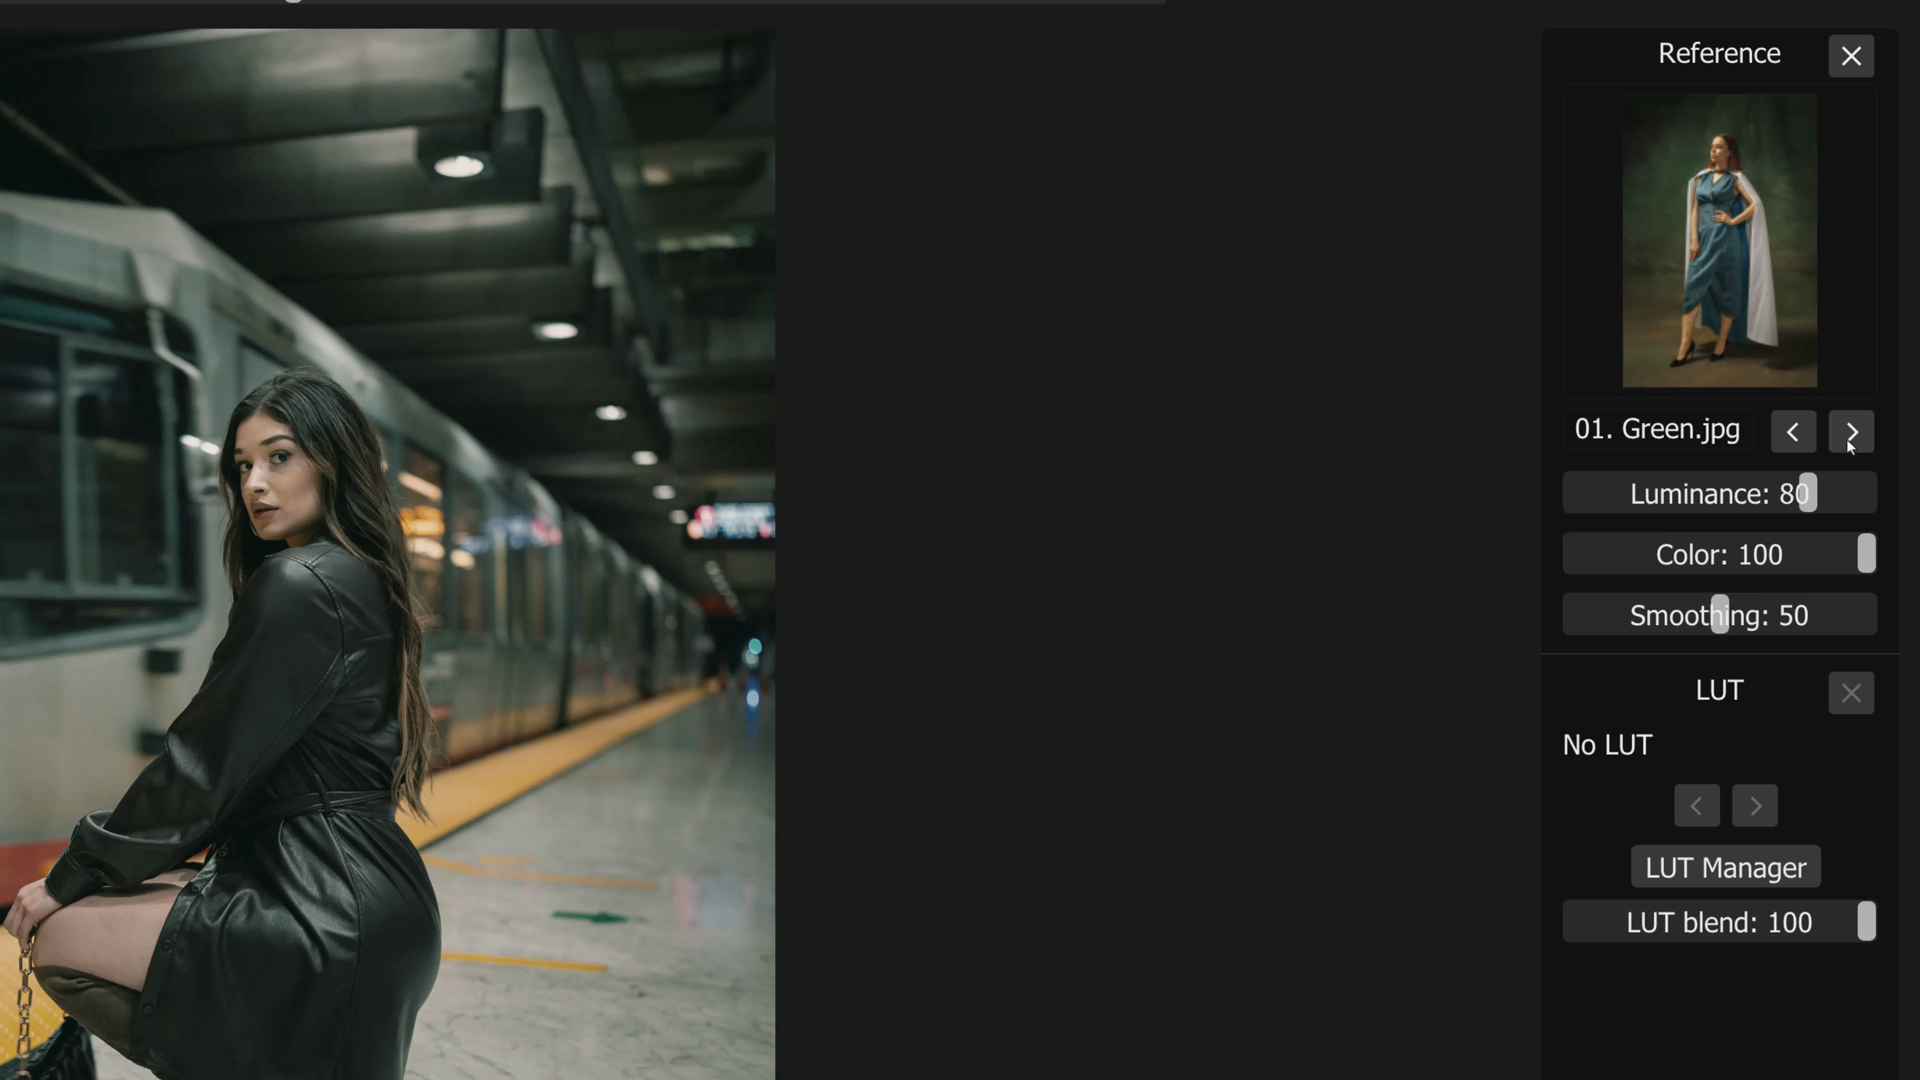 Reference
01. Green.jpg
Luminance: 80
Color: 100
Smoothing: 50
LUT
No LUT
LUT Manager
LUT blend: 100